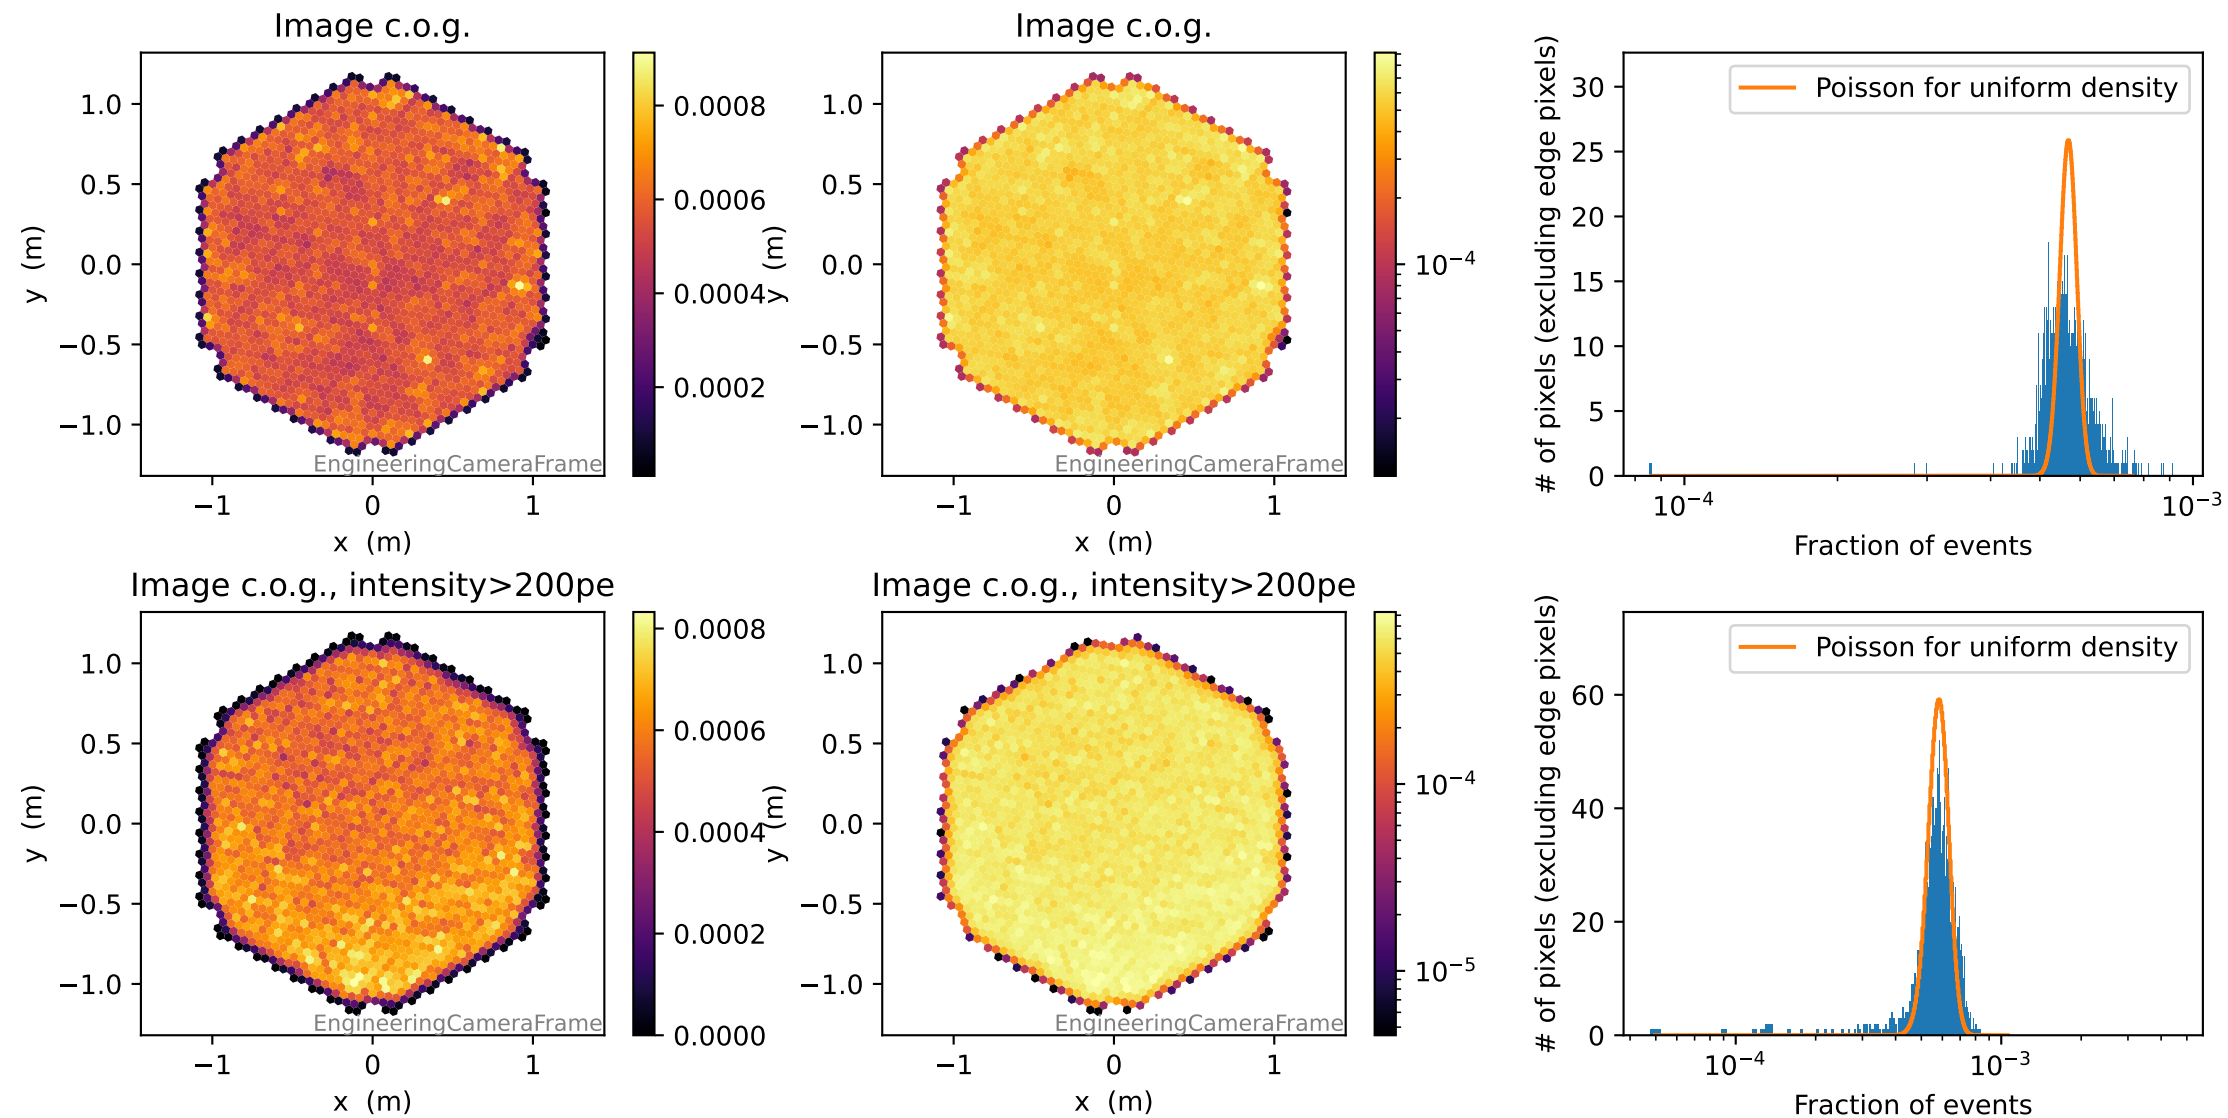 Image c.o.g.
1.0
0.5
0.0
−0.5
−1.0
y (m)
−1
0
1
x (m)
EngineeringCameraFrame
0.0008
0.0006
0.0004
0.0002
Image c.o.g.
1.0
0.5
0.0
−0.5
−1.0
y (m)
−1
0
1
x (m)
EngineeringCameraFrame
10⁻⁴
# of pixels (excluding edge pixels)
30
25
20
15
10
5
0
Poisson for uniform density
10⁻⁴
10⁻³
Fraction of events
Image c.o.g., intensity>200pe
1.0
0.5
0.0
−0.5
−1.0
y (m)
−1
0
1
x (m)
EngineeringCameraFrame
0.0008
0.0006
0.0004
0.0002
0.0000
Image c.o.g., intensity>200pe
1.0
0.5
0.0
−0.5
−1.0
y (m)
−1
0
1
x (m)
EngineeringCameraFrame
10⁻⁴
10⁻⁵
# of pixels (excluding edge pixels)
60
40
20
0
Poisson for uniform density
10⁻⁴
10⁻³
Fraction of events